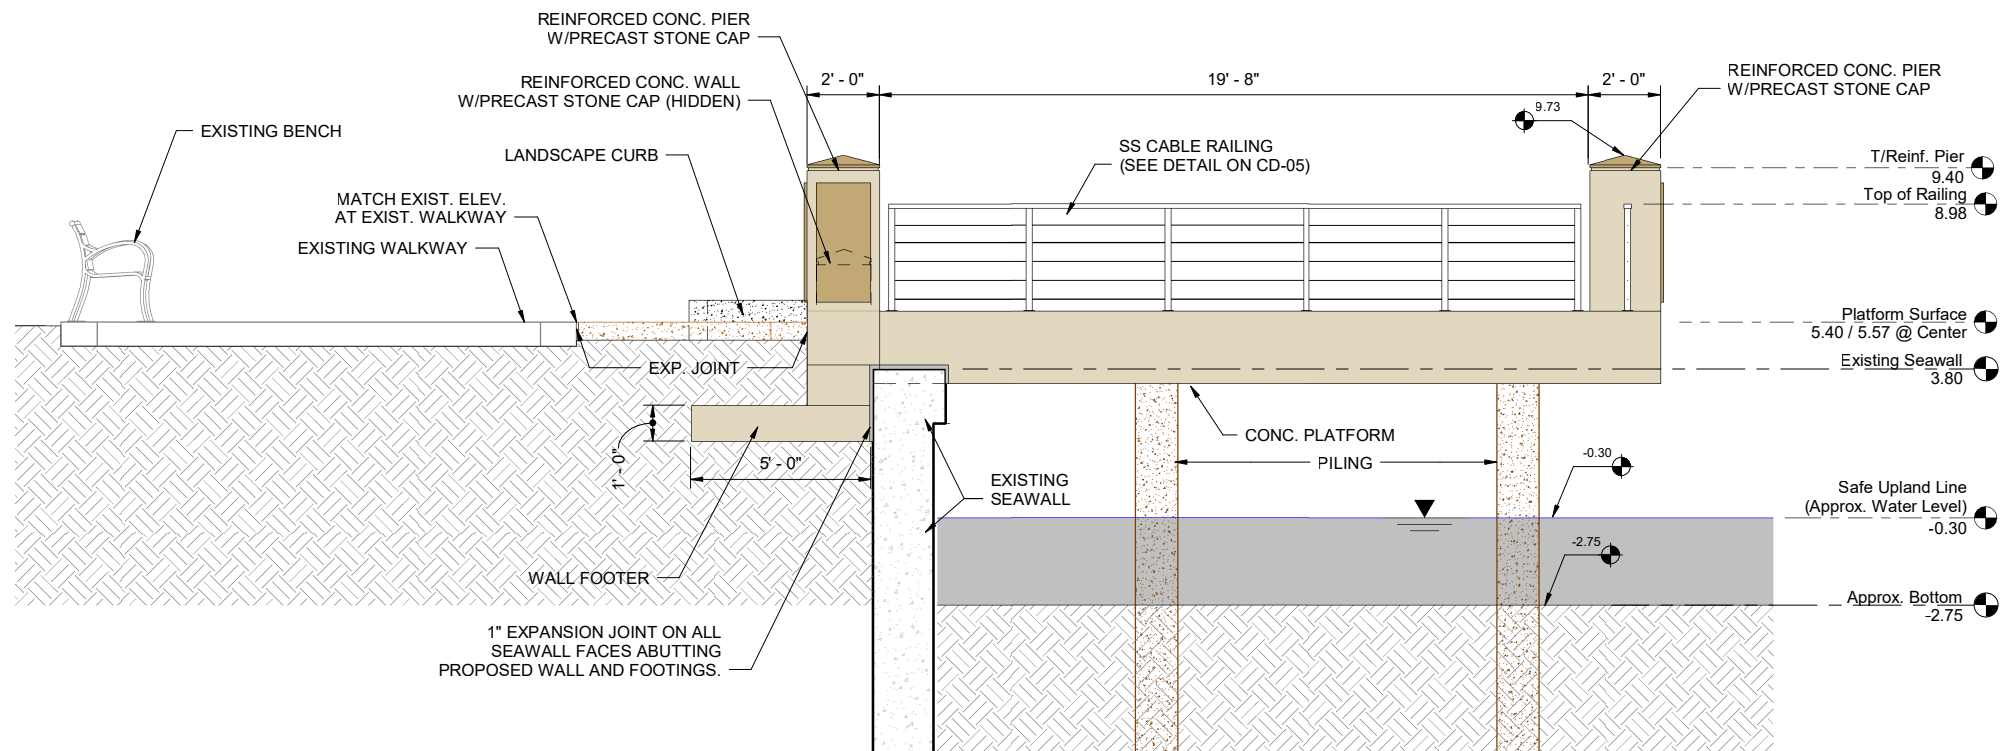 REINFORCED CONC. PIER
W/PRECAST STONE CAP
REINFORCED CONC. WALL
W/PRECAST STONE CAP (HIDDEN)
EXISTING BENCH
LANDSCAPE CURB
MATCH EXIST. ELEV.
AT EXIST. WALKWAY
EXISTING WALKWAY
2' - 0"
19' - 8"
2' - 0"
REINFORCED CONC. PIER
W/PRECAST STONE CAP
9.73
SS CABLE RAILING
(SEE DETAIL ON CD-05)
T/Reinf. Pier
9.40
Top of Railing
8.98
Platform Surface
5.40 / 5.57 @ Center
Existing Seawall
3.80
EXP. JOINT
1' - 0"
5' - 0"
CONC. PLATFORM
PILING
EXISTING
SEAWALL
-0.30
Safe Upland Line
(Approx. Water Level)
-0.30
-2.75
Approx. Bottom
-2.75
WALL FOOTER
1" EXPANSION JOINT ON ALL
SEAWALL FACES ABUTTING
PROPOSED WALL AND FOOTINGS.